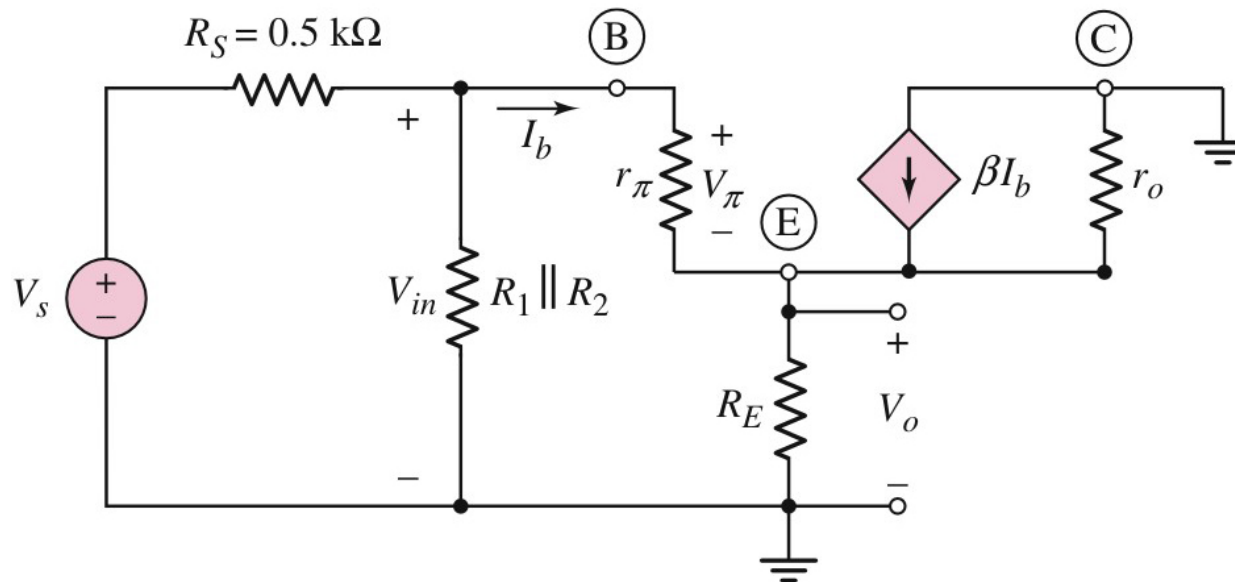 R_S = 0.5 kΩ
B
C
+
I_b
r_π
+
V_π
−
E
βI_b
r_o
V_s
+
−
V_in
R_1 || R_2
+
R_E
V_o
−
−